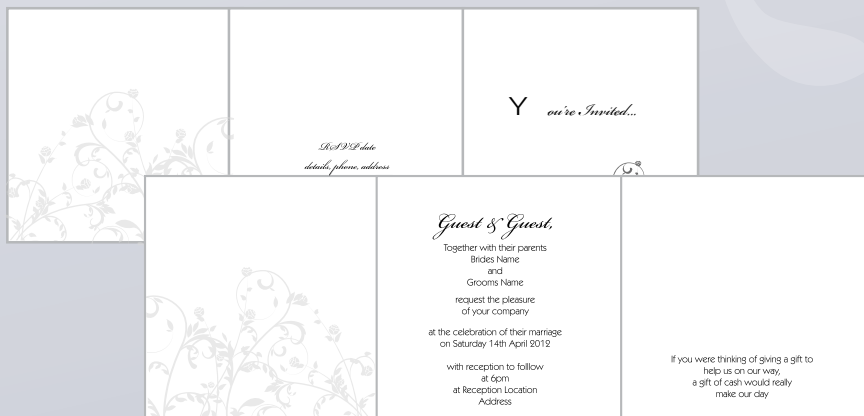 RSVP date
details, phone, address
You're Invited...
Guest & Guest,
Together with their parents
Brides Name
and
Grooms Name
request the pleasure
of your company
at the celebration of their marriage
on Saturday 14th April 2012
with reception to folllow
at 6pm
at Reception Location
Address
If you were thinking of giving a gift to
help us on our way,
a gift of cash would really
make our day